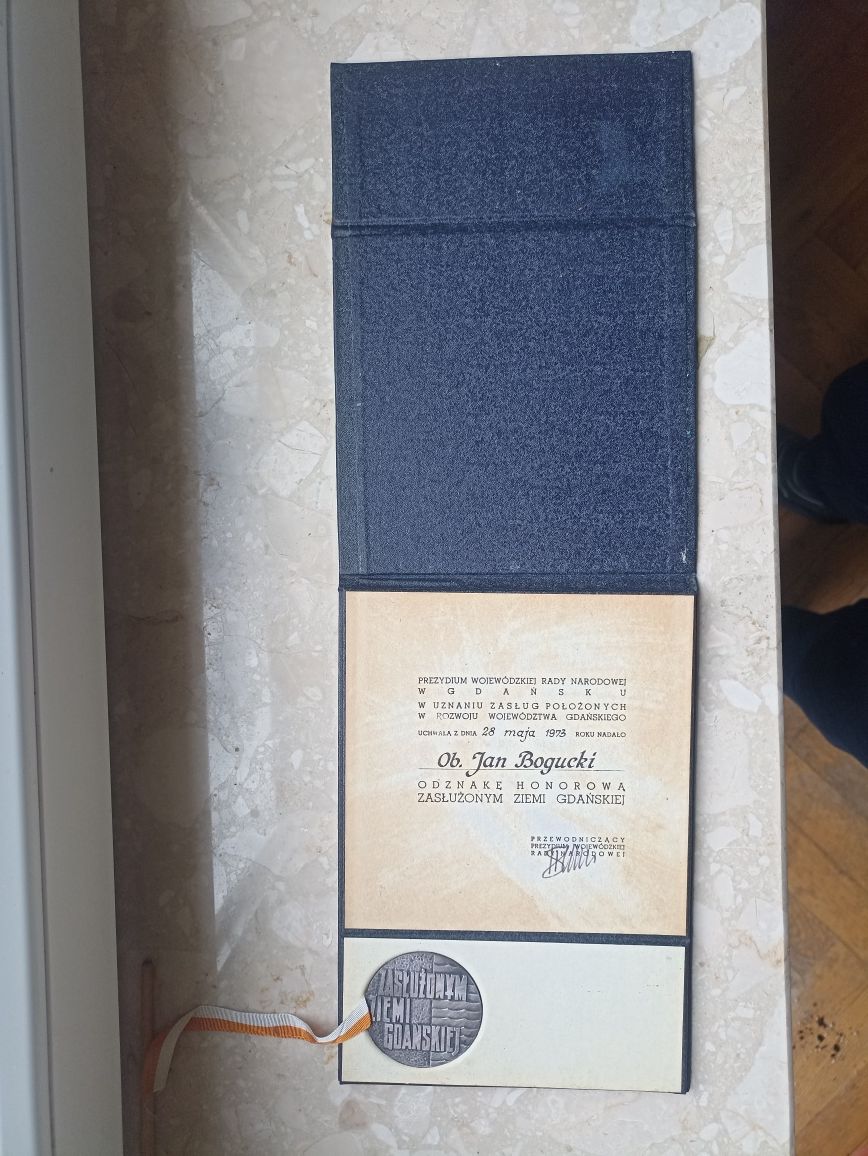 PREZYDIUM WOJEWÓDZKIEJ RADY NARODOWEJ
W GDAŃSKU
W UZNANIU ZASŁUG POŁOŻONYCH
W ROZWOJU WOJEWÓDZTWA GDAŃSKIEGO
UCHWAŁĄ Z DNIA 28 maja 1973 ROKU NADAŁO
Ob. Jan Bogucki
ODZNAKĘ HONOROWĄ
ZASŁUŻONYM ZIEMI GDAŃSKIEJ
PRZEWODNICZĄCY
PREZYDIUM WOJEWÓDZKIEJ
RADY NARODOWEJ
ZASŁUŻONYM
ZIEMI
GDAŃSKIEJ